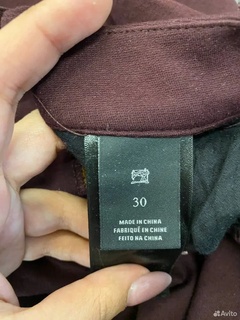 30
MADE IN CHINA
FABRIQUÉ EN CHINE
FEITO NA CHINA
Avito